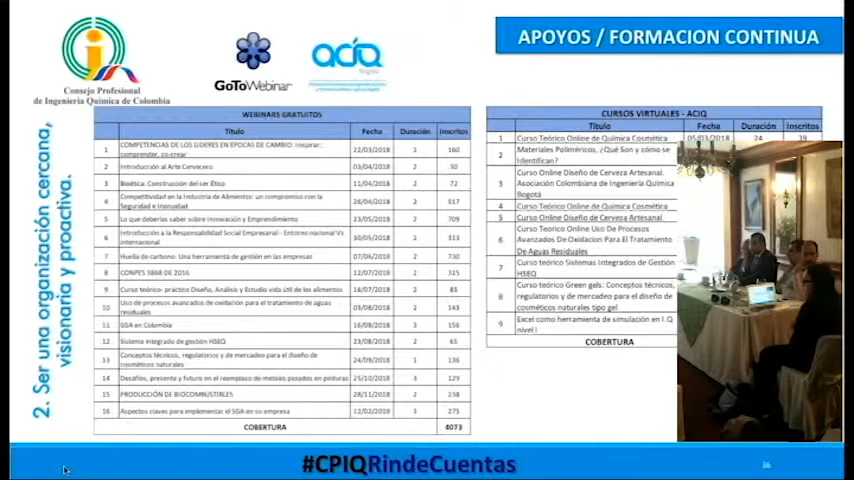 Consejo Profesional
de Ingeniería Química de Colombia
GoToWebinar
aciq
APOYOS / FORMACION CONTINUA
2. Ser una organización cercana,
visionaria y proactiva.
WEBINARS GRATUITOS
Título Fecha Duración Inscritos
1 COMPETENCIAS DE LOS LIDERES EN ÉPOCAS DE CAMBIO: Inspirar, 22/03/2018 2 160
comprender, co-crear
2 Introducción al Arte Cervecero 03/04/2018 2 30
3 Bioética: Construcción del ser Ético 11/04/2018 2 72
4 Competitividad en la Industria de Alimentos: un compromiso con la 26/04/2018 2 517
Seguridad e Inocuidad
5 Lo que deberías saber sobre Innovación y Emprendimiento 23/05/2018 2 709
6 Introducción a la Responsabilidad Social Empresarial - Entorno nacional Vs 30/05/2018 2 313
internacional
7 Huella de carbono: Una herramienta de gestión en las empresas 07/06/2018 2 730
8 CONPES 3868 DE 2016 12/07/2018 2 315
9 Curso teórico- práctico Diseño, Análisis y Estudio vida útil de los alimentos 16/07/2018 2 85
10 Uso de procesos avanzados de oxidación para el tratamiento de aguas 03/08/2018 2 143
residuales
11 SGA en Colombia 16/08/2018 3 156
12 Sistema integrado de gestión HSEQ 23/08/2018 2 65
13 Conceptos técnicos, regulatorios y de mercadeo para el diseño de 24/09/2018 1 136
cosméticos naturales
14 Desafíos, presente y futuro en el reemplazo de metales pesados en pinturas 25/10/2018 3 129
15 PRODUCCIÓN DE BIOCOMBUSTIBLES 28/11/2018 2 238
16 Aspectos claves para implementar el SGA en su empresa 12/02/2018 3 275
COBERTURA 4073
CURSOS VIRTUALES - ACIQ
Título Fecha Duración Inscritos
1 Curso Teórico Online de Química Cosmética 05/03/2018 24 39
2 Materiales Poliméricos, ¿Qué Son y cómo se
Identifican?
3 Curso Online Diseño de Cerveza Artesanal.
Asociación Colombiana de Ingeniería Química
Bogotá
4 Curso Teórico Online de Química Cosmética
5 Curso Online Diseño de Cerveza Artesanal
6 Curso Teorico Online Uso De Procesos
Avanzados De Oxidacion Para El Tratamiento
De Aguas Residuales
7 Curso teórico Sistemas Integrados de Gestión
HSEQ
8 Curso teórico Green gels: Conceptos técnicos,
regulatorios y de mercadeo para el diseño de
cosméticos naturales tipo gel
9 Excel como herramienta de simulación en I.Q
nivel I
COBERTURA
#CPIQRindeCuentas
36